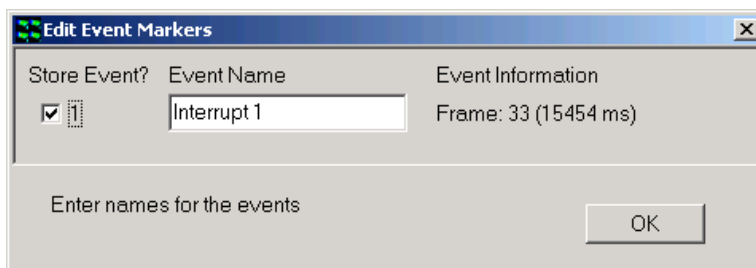 Edit Event Markers
Store Event? Event Name Event Information
1 Interrupt 1 Frame: 33 (15454 ms)
Enter names for the events
OK